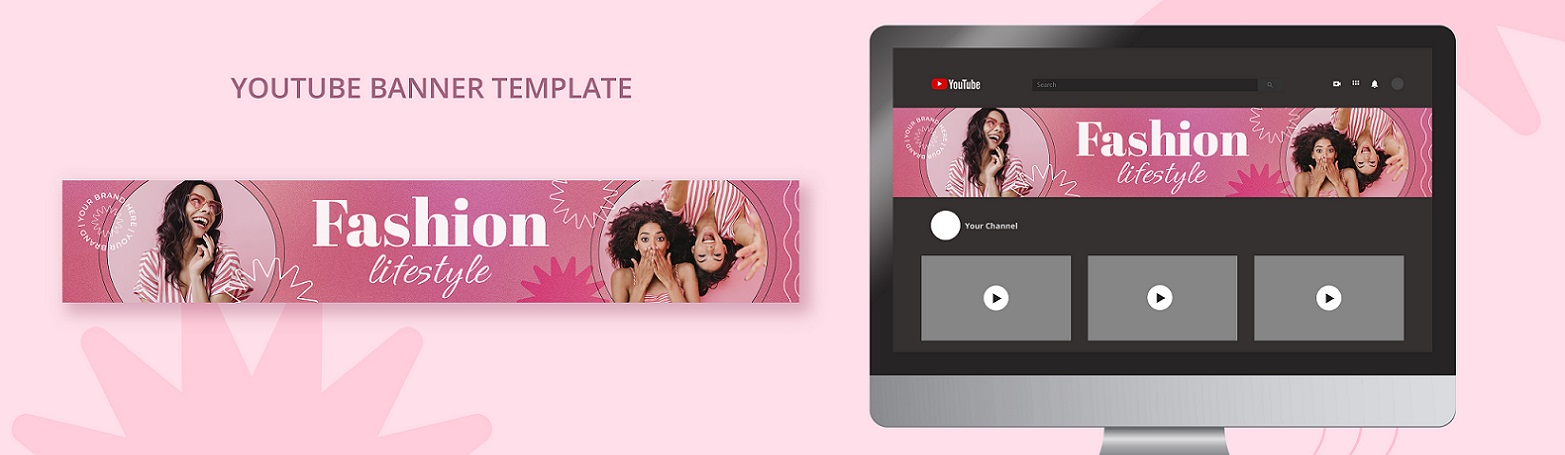 YOUTUBE BANNER TEMPLATE
YOUR BRAND HERE | YOUR BRAND |
Fashion
lifestyle
YouTube
Search
YOUR BRAND HERE | YOUR BRAND |
Fashion
lifestyle
Your Channel